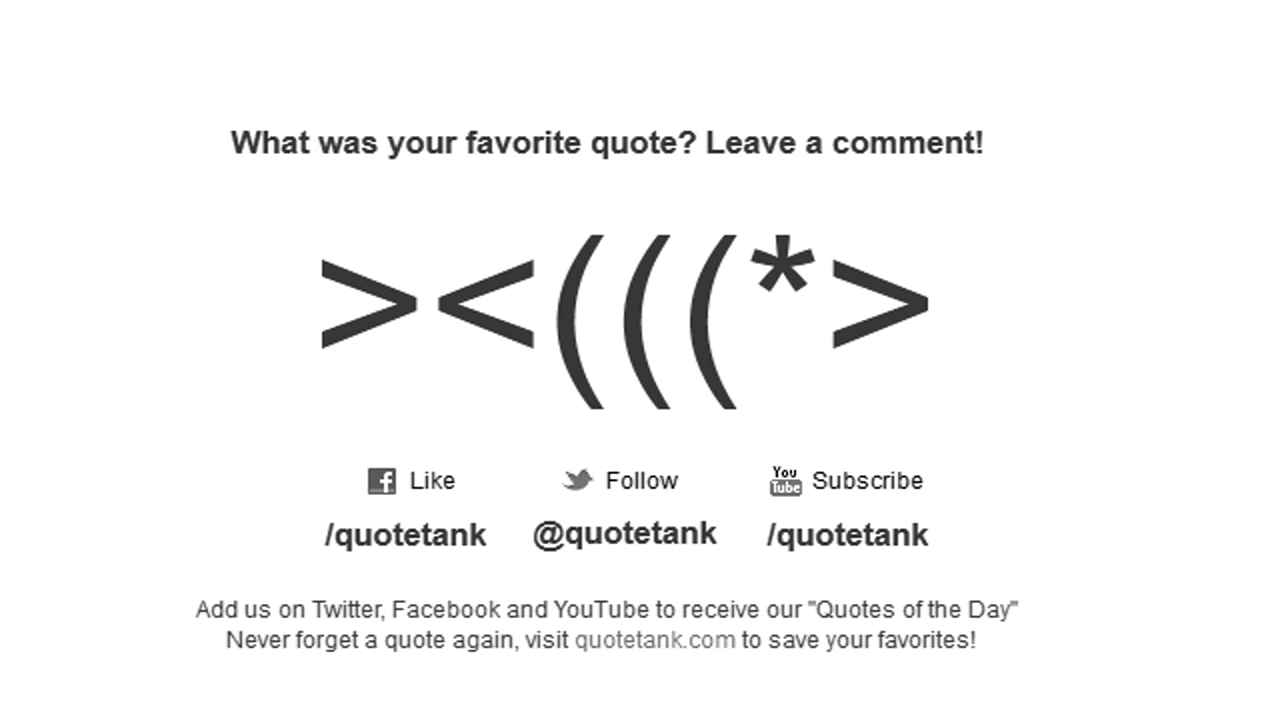 What was your favorite quote? Leave a comment!
><(((*>
Like Follow You Tube Subscribe
/quotetank @quotetank /quotetank
Add us on Twitter, Facebook and YouTube to receive our "Quotes of the Day"
Never forget a quote again, visit quotetank.com to save your favorites!